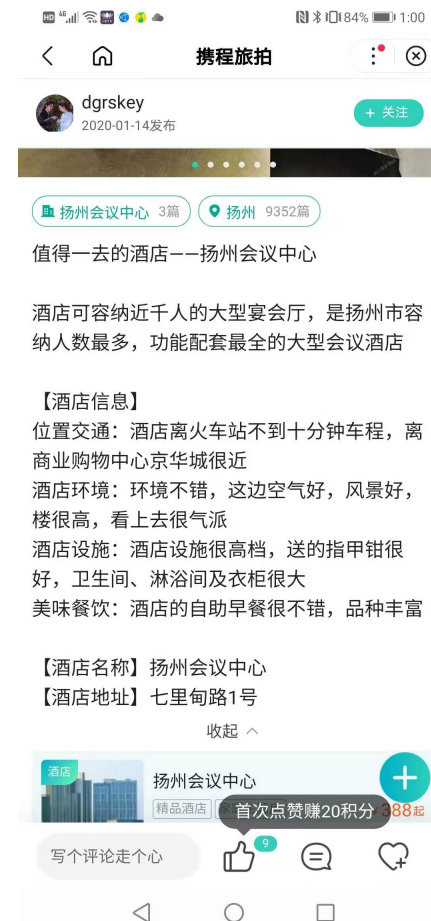 HD 4G 84% 1:00
携程旅拍
dgrskey
2020-01-14发布
+ 关注
扬州会议中心 3篇 扬州 9352篇
值得一去的酒店——扬州会议中心
酒店可容纳近千人的大型宴会厅，是扬州市容
纳人数最多，功能配套最全的大型会议酒店
【酒店信息】
位置交通：酒店离火车站不到十分钟车程，离
商业购物中心京华城很近
酒店环境：环境不错，这边空气好，风景好，
楼很高，看上去很气派
酒店设施：酒店设施很高档，送的指甲钳很
好，卫生间、淋浴间及衣柜很大
美味餐饮：酒店的自助早餐很不错，品种丰富
【酒店名称】扬州会议中心
【酒店地址】七里甸路1号
收起
酒店
扬州会议中心
精品酒店
首次点赞赚20积分
388起
写个评论走个心
9